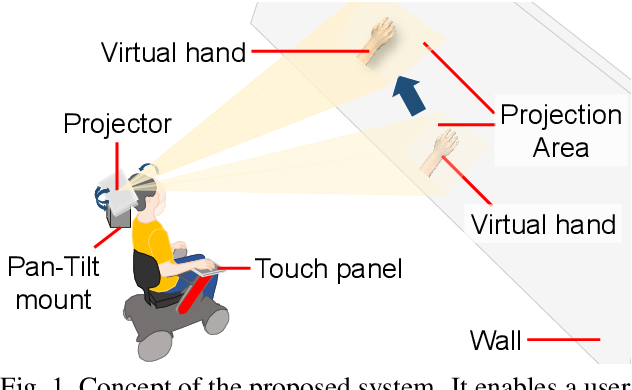 Virtual hand
Projector
Projection
Area
Virtual hand
Pan-Tilt
mount
Touch panel
Wall
Fig. 1. Concept of the proposed system. It enables a user